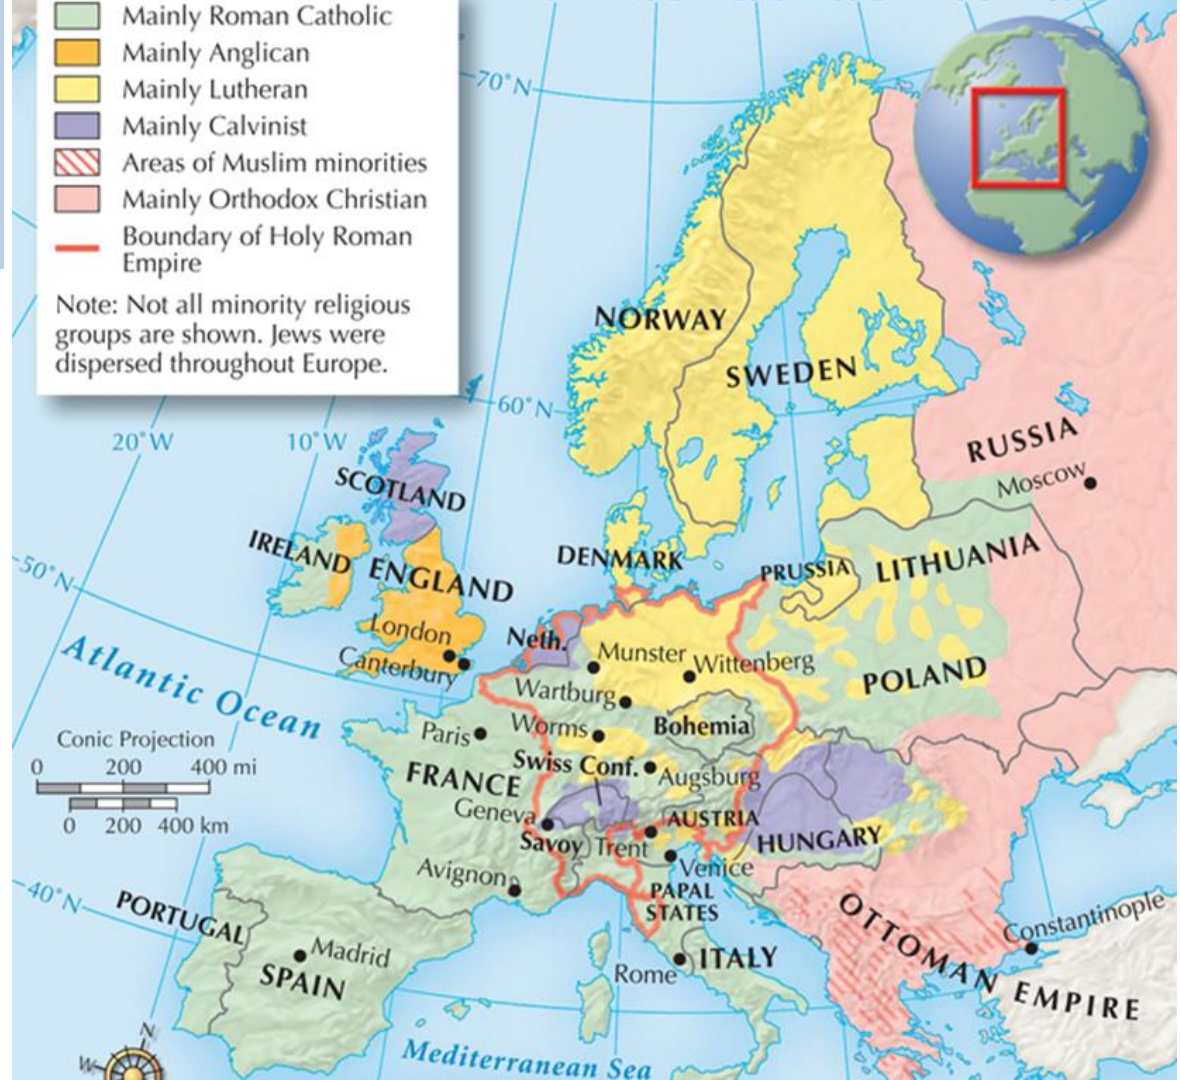 Mainly Roman Catholic
Mainly Anglican
Mainly Lutheran
Mainly Calvinist
Areas of Muslim minorities
Mainly Orthodox Christian
Boundary of Holy Roman
Empire
Note: Not all minority religious
groups are shown. Jews were
dispersed throughout Europe.
70°N
60°N
20°W
10°W
50°N
40°N
NORWAY
SWEDEN
RUSSIA
Moscow
SCOTLAND
IRELAND
ENGLAND
London
Canterbury
DENMARK
PRUSSIA
LITHUANIA
Neth.
Munster
Wittenberg
POLAND
Wartburg
Bohemia
Atlantic Ocean
Paris
Worms
Swiss Conf.
Augsburg
FRANCE
Geneva
AUSTRIA
Savoy
Trent
HUNGARY
Venice
Avignon
PAPAL
STATES
Conic Projection
0 200 400 mi
0 200 400 km
PORTUGAL
Madrid
SPAIN
Rome
ITALY
OTTOMAN EMPIRE
Constantinople
Mediterranean Sea
N
W